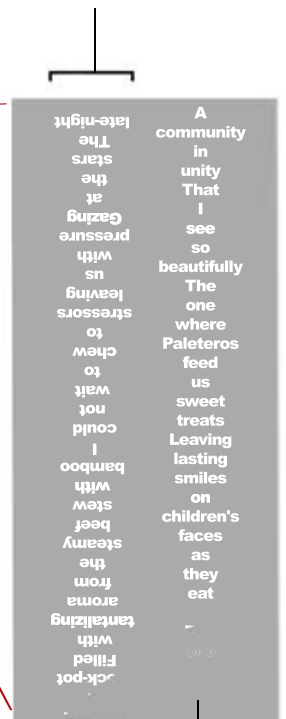 Filled
with
tantalizing
aroma
from
the
steamy
beef
stew
with
bamboo
I
could
not
wait
to
chew
to
stressors
leaving
us
with
pressure
Gazing
at
the
stars
The
late-night
A
community
in
unity
That
I
see
so
beautifully
The
one
where
Paleteros
feed
us
sweet
treats
Leaving
lasting
smiles
on
children's
faces
as
they
eat